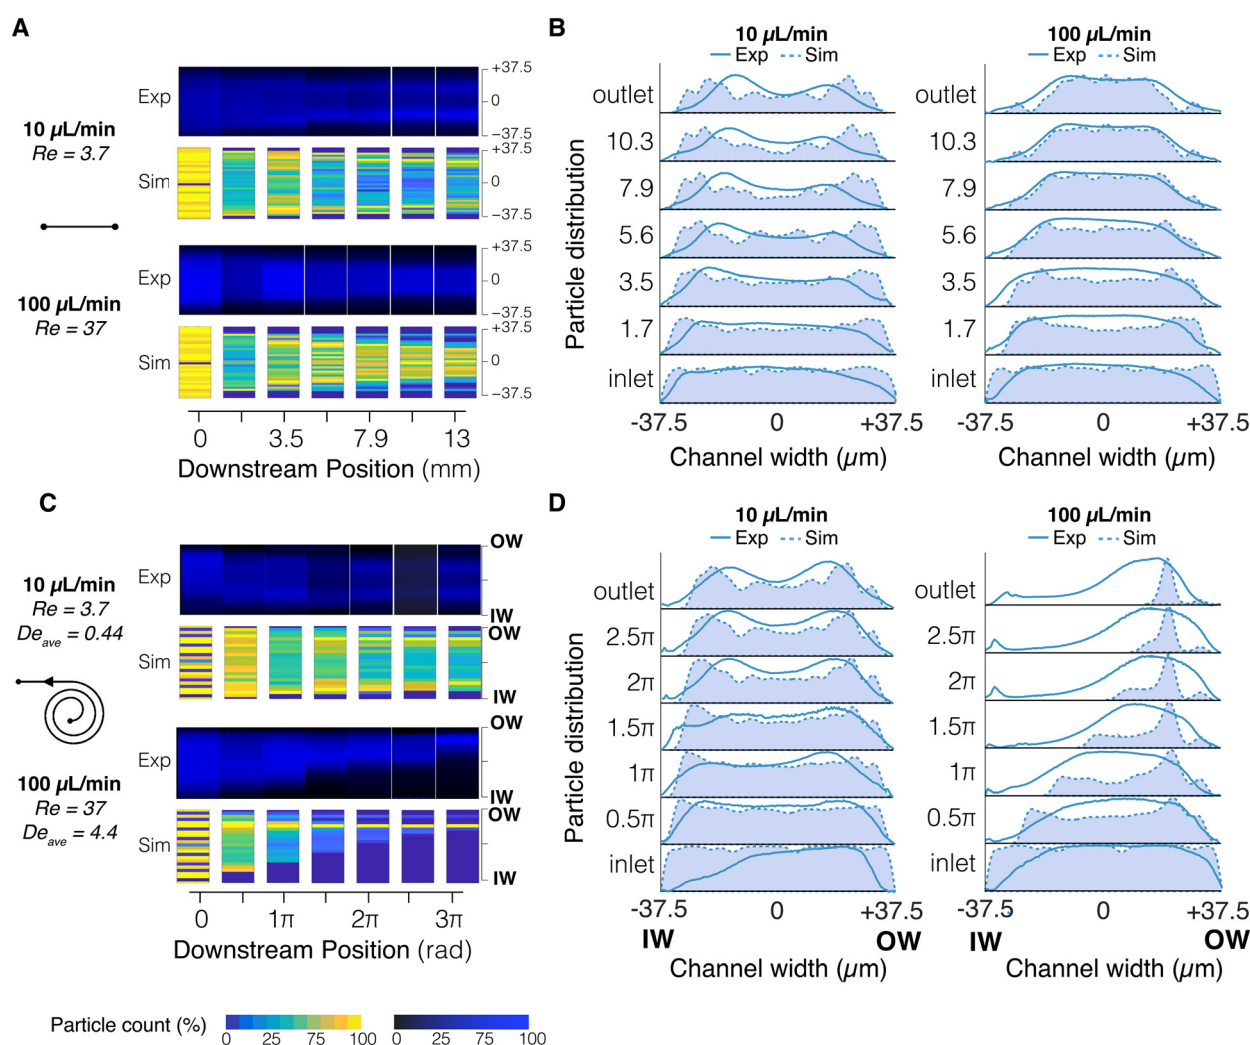 A
10 µL/min
Re = 3.7
Exp
+37.5
0
−37.5
Sim
+37.5
0
−37.5
100 µL/min
Re = 37
Exp
+37.5
0
−37.5
Sim
+37.5
0
−37.5
0 3.5 7.9 13
Downstream Position (mm)
B
Particle distribution
10 µL/min
Exp Sim
outlet
10.3
7.9
5.6
3.5
1.7
inlet
-37.5 0 +37.5
Channel width (µm)
100 µL/min
Exp Sim
outlet
10.3
7.9
5.6
3.5
1.7
inlet
-37.5 0 +37.5
Channel width (µm)
C
10 µL/min
Re = 3.7
Deave = 0.44
Exp
OW
IW
Sim
OW
IW
100 µL/min
Re = 37
Deave = 4.4
Exp
OW
IW
Sim
OW
IW
0 1π 2π 3π
Downstream Position (rad)
D
Particle distribution
10 µL/min
Exp Sim
outlet
2.5π
2π
1.5π
1π
0.5π
inlet
-37.5 0 +37.5
IW OW
Channel width (µm)
100 µL/min
Exp Sim
outlet
2.5π
2π
1.5π
1π
0.5π
inlet
-37.5 0 +37.5
IW OW
Channel width (µm)
Particle count (%)
0 25 75 100
0 25 75 100